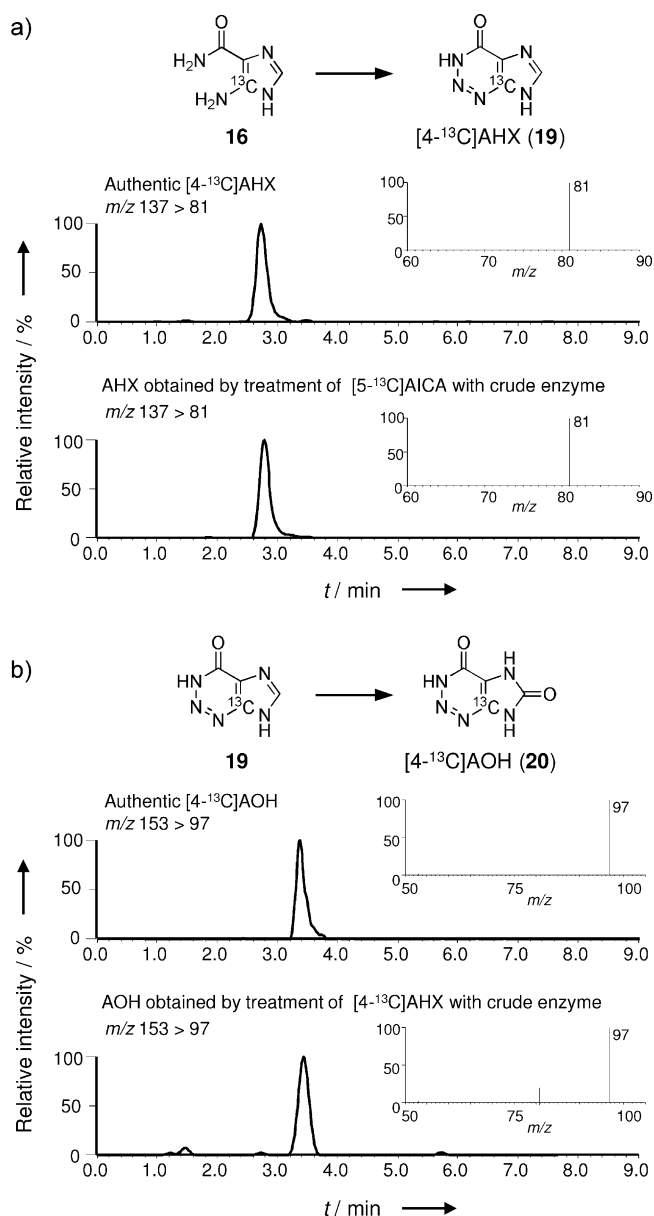 a)
O
H₂N
N
¹³C
H₂N
NH
16
O
HN
N
N
N
¹³C
NH
[4-¹³C]AHX (19)
Authentic [4-¹³C]AHX
m/z 137 > 81
100
50
0
0.0 1.0 2.0 3.0 4.0 5.0 6.0 7.0 8.0 9.0
100
50
0
60 70 80 90
m/z
81
AHX obtained by treatment of [5-¹³C]AICA with crude enzyme
m/z 137 > 81
100
50
0
0.0 1.0 2.0 3.0 4.0 5.0 6.0 7.0 8.0 9.0
100
50
0
60 70 80 90
m/z
81
Relative intensity / %
t / min
b)
O
HN
N
N
N
¹³C
NH
19
O
HN
N
N
¹³C
H
N
O
N
H
[4-¹³C]AOH (20)
Authentic [4-¹³C]AOH
m/z 153 > 97
100
50
0
0.0 1.0 2.0 3.0 4.0 5.0 6.0 7.0 8.0 9.0
100
50
0
50 75 100
m/z
97
AOH obtained by treatment of [4-¹³C]AHX with crude enzyme
m/z 153 > 97
100
50
0
0.0 1.0 2.0 3.0 4.0 5.0 6.0 7.0 8.0 9.0
100
50
0
50 75 100
m/z
97
Relative intensity / %
t / min